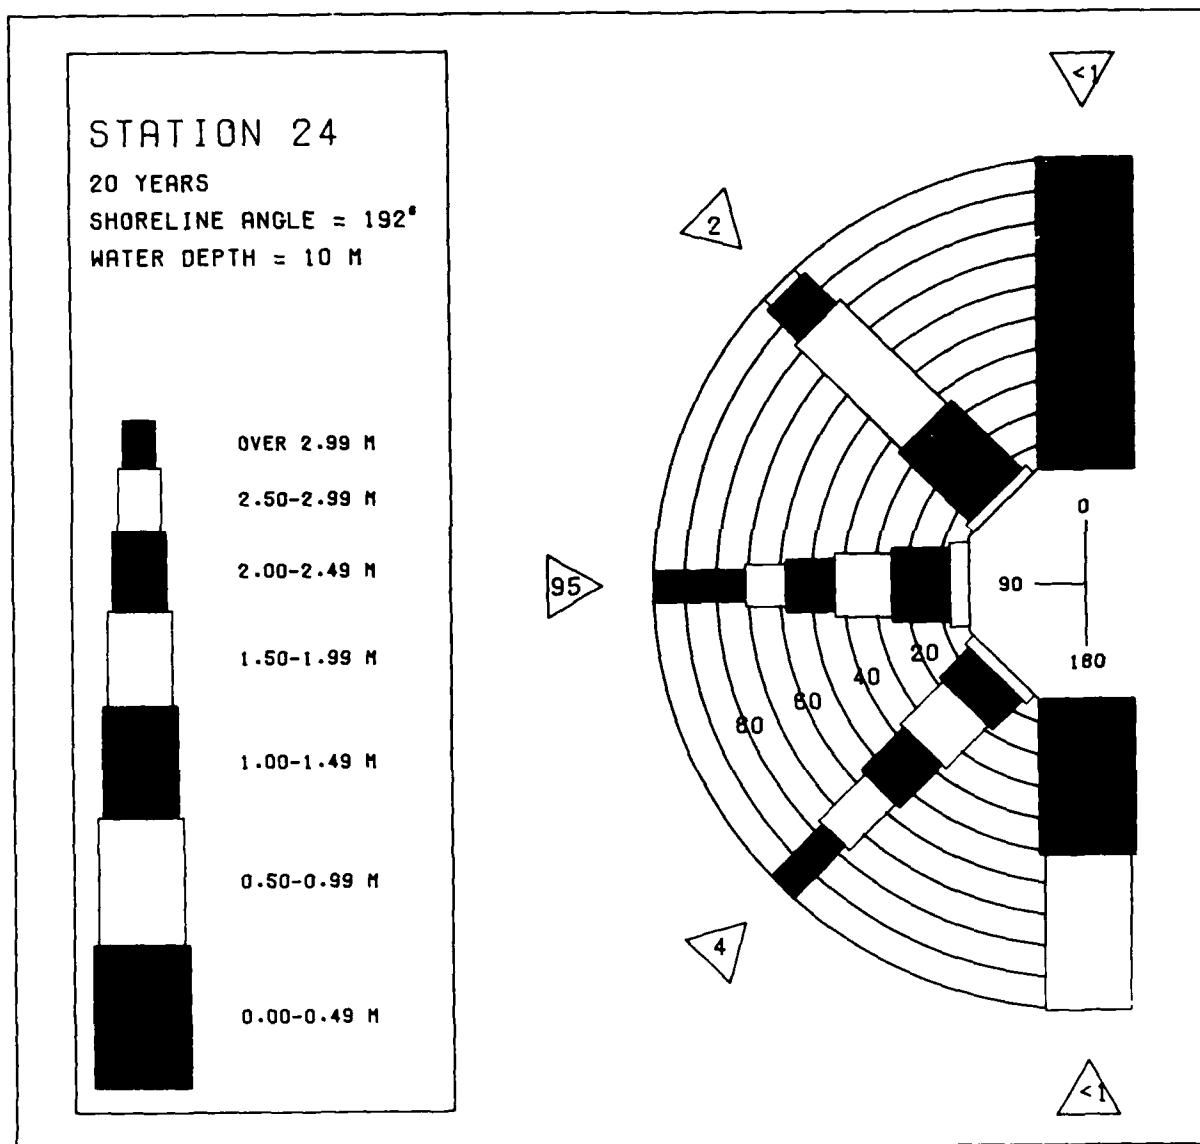 STATION 24
20 YEARS
SHORELINE ANGLE = 192°
WATER DEPTH = 10 M
OVER 2.99 M
2.50-2.99 M
2.00-2.49 M
1.50-1.99 M
1.00-1.49 M
0.50-0.99 M
0.00-0.49 M
<1
2
95
4
<1
0
90
180
20
40
60
80